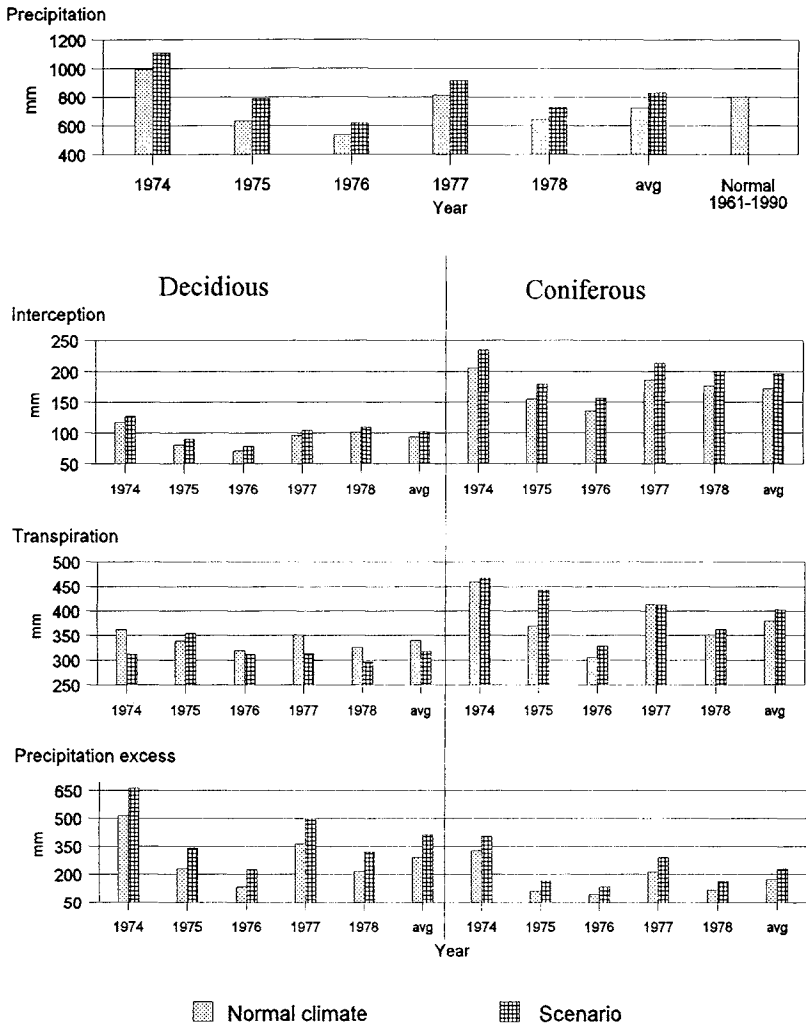 Precipitation
1200
1000
800
600
400
mm
1974 1975 1976 1977 1978 avg Normal
1961-1990
Year
Decidious Coniferous
Interception
250
200
150
100
50
mm
1974 1975 1976 1977 1978 avg 1974 1975 1976 1977 1978 avg
Transpiration
500
450
400
350
300
250
mm
1974 1975 1976 1977 1978 avg 1974 1975 1976 1977 1978 avg
Precipitation excess
650
500
350
200
50
mm
1974 1975 1976 1977 1978 avg 1974 1975 1976 1977 1978 avg
Year
Normal climate Scenario